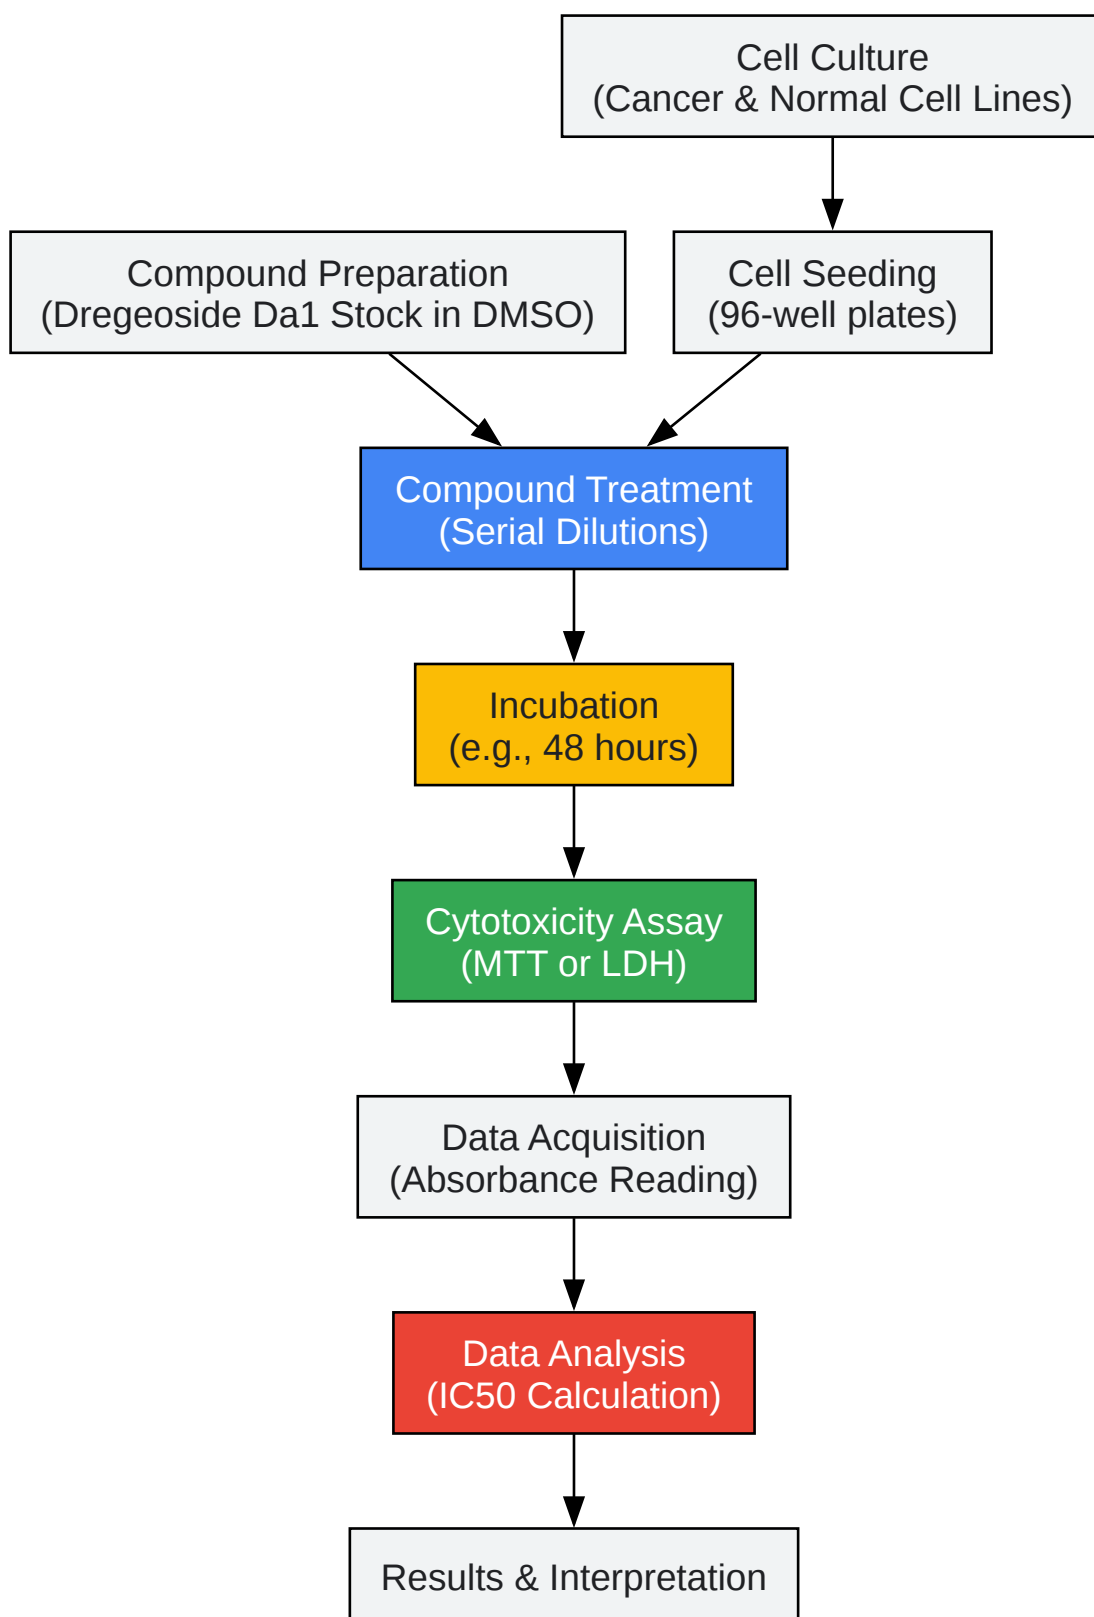 Cell Culture
(Cancer & Normal Cell Lines)
Compound Preparation
(Dregeoside Da1 Stock in DMSO)
Cell Seeding
(96-well plates)
Compound Treatment
(Serial Dilutions)
Incubation
(e.g., 48 hours)
Cytotoxicity Assay
(MTT or LDH)
Data Acquisition
(Absorbance Reading)
Data Analysis
(IC50 Calculation)
Results & Interpretation